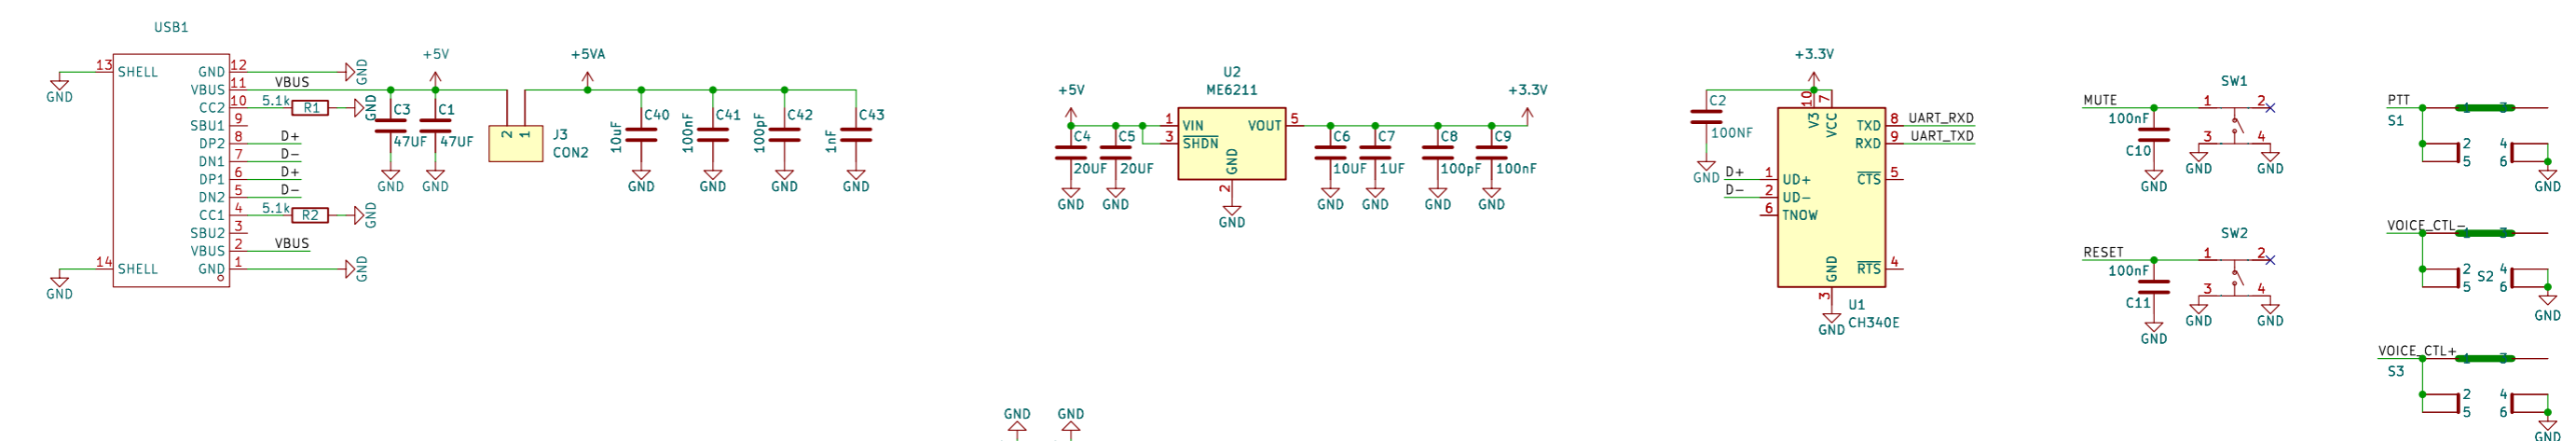 USB1
13 SHELL
GND
14 SHELL
GND
GND 12
GND
VBUS 11 VBUS
CC2 10 5.1k R1 GND
SBU1 9
DP2 8 D+
DN1 7 D-
DP1 6 D+
DN2 5 D-
CC1 4 5.1k R2 GND
SBU2 3
VBUS 2 VBUS
GND 1
GND
+5V
C3
47UF
GND
C1
47UF
GND
2 1
J3
CON2
+5VA
C40
10uF
GND
C41
100nF
GND
C42
100pF
GND
C43
1nF
GND
GND
GND
+5V
C4
20UF
GND
C5
20UF
GND
U2
ME6211
1 VIN
3 SHDN
VOUT 5
GND
2
GND
C6
10UF
GND
C7
1UF
GND
C8
100pF
GND
C9
100nF
GND
+3.3V
+3.3V
C2
100NF
GND
V3 10
VCC 7
D+ 1 UD+
D- 2 UD-
6 TNOW
TXD 8 UART_RXD
RXD 9 UART_TXD
CTS 5
RTS 4
GND
3
GND
U1
CH340E
SW1
MUTE
100nF
C10
GND
1 2
3 4
GND GND
SW2
RESET
100nF
C11
GND
1 2
3 4
GND GND
PTT
S1
1 3
2 4
5 6
GND
VOICE_CTL-
1 3
2 4
S2
5 6
GND
VOICE_CTL+
S3
1 3
2 4
5 6
GND